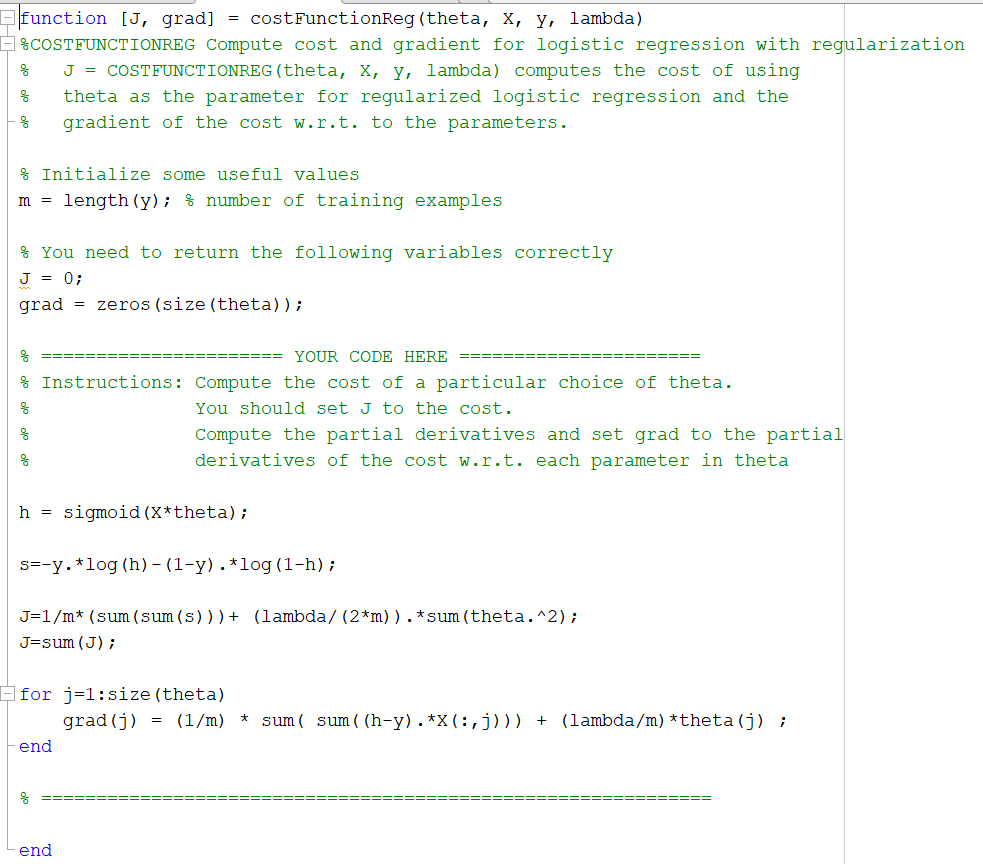 function [J, grad] = costFunctionReg(theta, X, y, lambda)
%COSTFUNCTIONREG Compute cost and gradient for logistic regression with regularization
%   J = COSTFUNCTIONREG(theta, X, y, lambda) computes the cost of using
%   theta as the parameter for regularized logistic regression and the
%   gradient of the cost w.r.t. to the parameters.
% Initialize some useful values
m = length(y); % number of training examples
% You need to return the following variables correctly
J = 0;
grad = zeros(size(theta));
% ====================== YOUR CODE HERE ======================
% Instructions: Compute the cost of a particular choice of theta.
%               You should set J to the cost.
%               Compute the partial derivatives and set grad to the partial
%               derivatives of the cost w.r.t. each parameter in theta
h = sigmoid(X*theta);
s=-y.*log(h)-(1-y).*log(1-h);
J=1/m*(sum(sum(s)))+ (lambda/(2*m)).*sum(theta.^2);
J=sum(J);
for j=1:size(theta)
    grad(j) = (1/m) * sum( sum((h-y).*X(:,j))) + (lambda/m)*theta(j) ;
end
% =============================================================
end